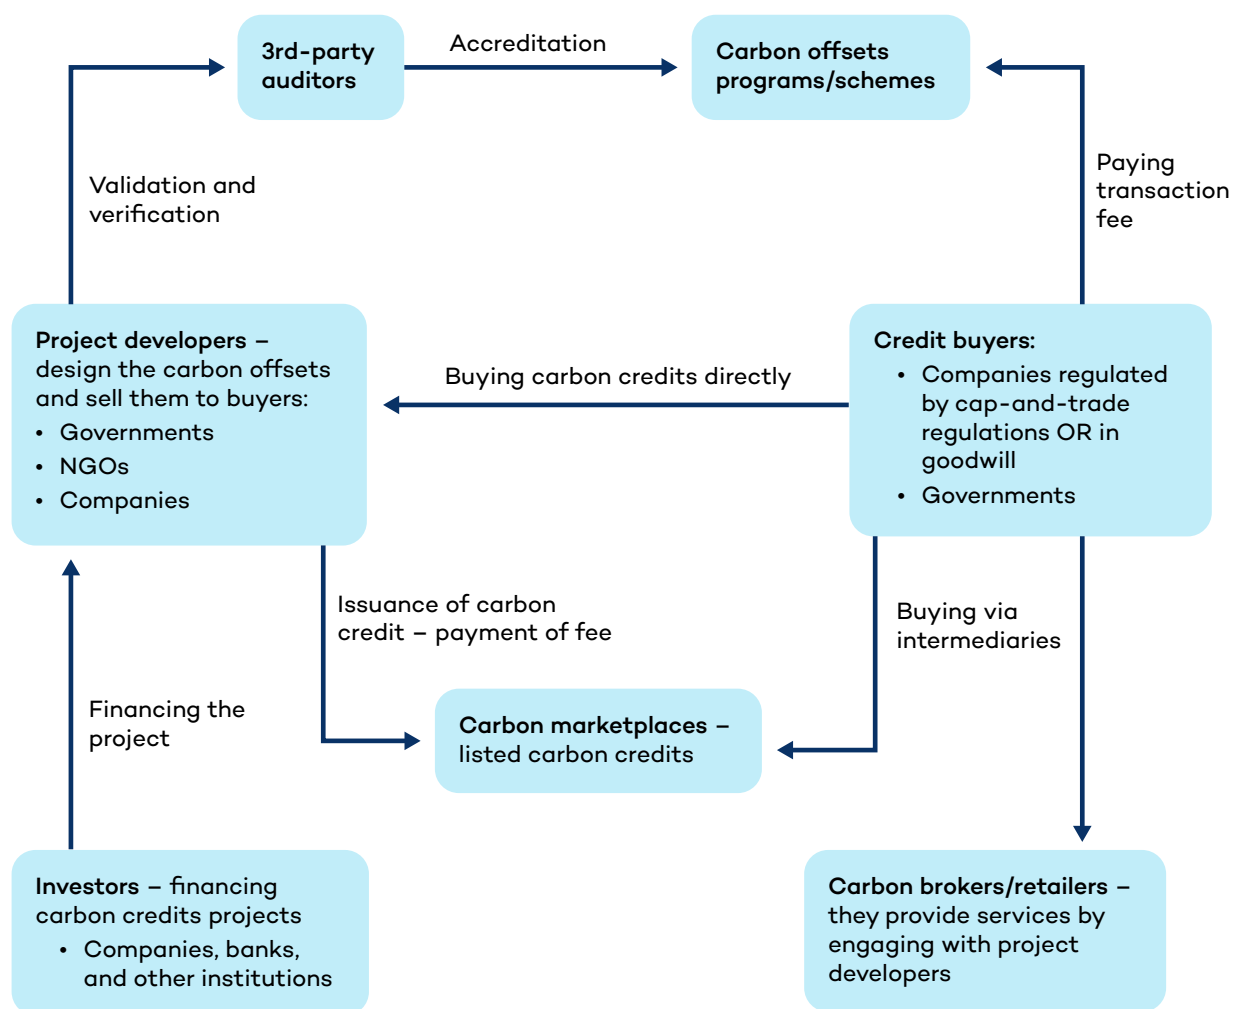 3rd-party
auditors
Accreditation
Carbon offsets
programs/schemes
Validation and
verification
Paying
transaction
fee
Project developers –
design the carbon offsets
and sell them to buyers:
• Governments
• NGOs
• Companies
Buying carbon credits directly
Credit buyers:
• Companies regulated
by cap-and-trade
regulations OR in
goodwill
• Governments
Issuance of carbon
credit – payment of fee
Buying via
intermediaries
Financing the
project
Carbon marketplaces –
listed carbon credits
Investors – financing
carbon credits projects
• Companies, banks,
and other institutions
Carbon brokers/retailers –
they provide services by
engaging with project
developers